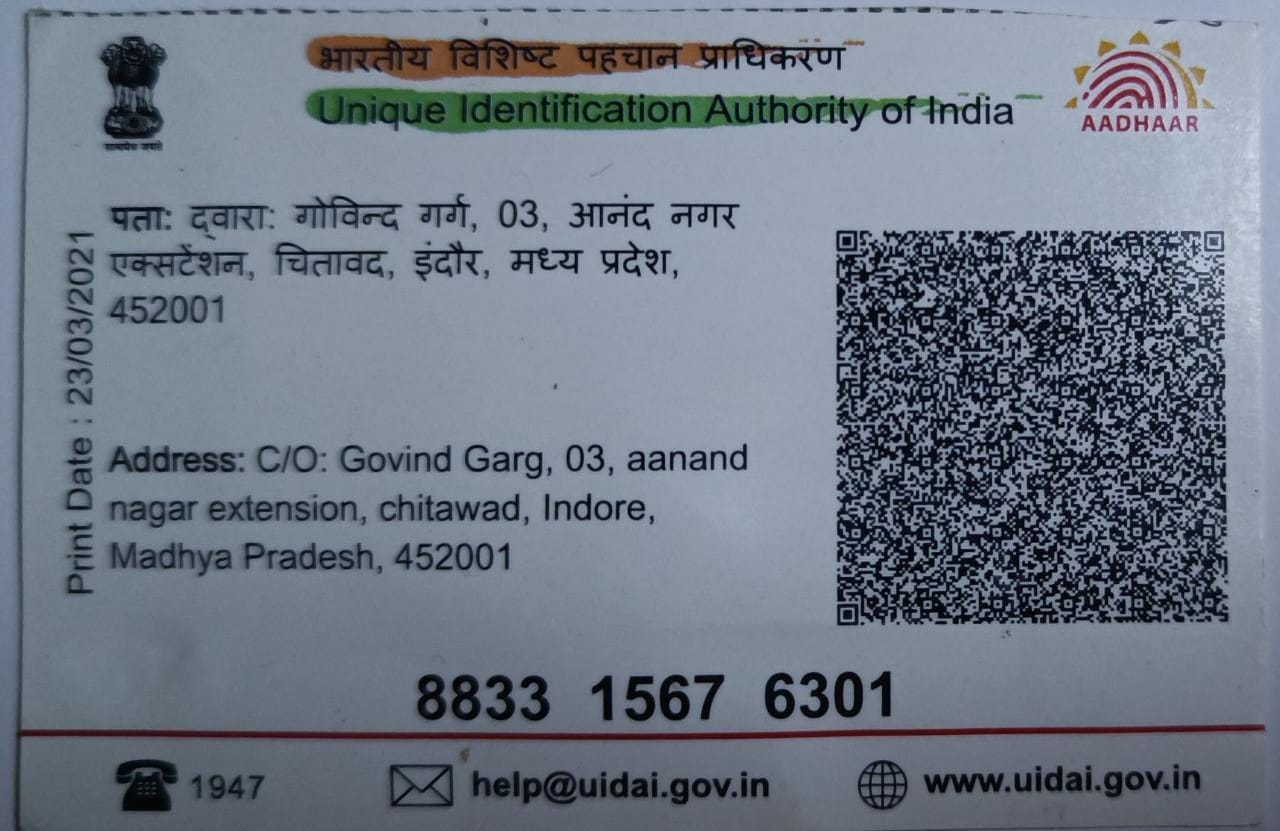 भारतीय विशिष्ट पहचान प्राधिकरण
Unique Identification Authority of India
AADHAAR
सत्यमेव जयते
पता: द्वारा: गोविन्द गर्ग, 03, आनंद नगर
एक्सटेंशन, चितावद, इंदौर, मध्य प्रदेश,
452001
Print Date : 23/03/2021
Address: C/O: Govind Garg, 03, aanand
nagar extension, chitawad, Indore,
Madhya Pradesh, 452001
8833 1567 6301
1947
help@uidai.gov.in
www.uidai.gov.in